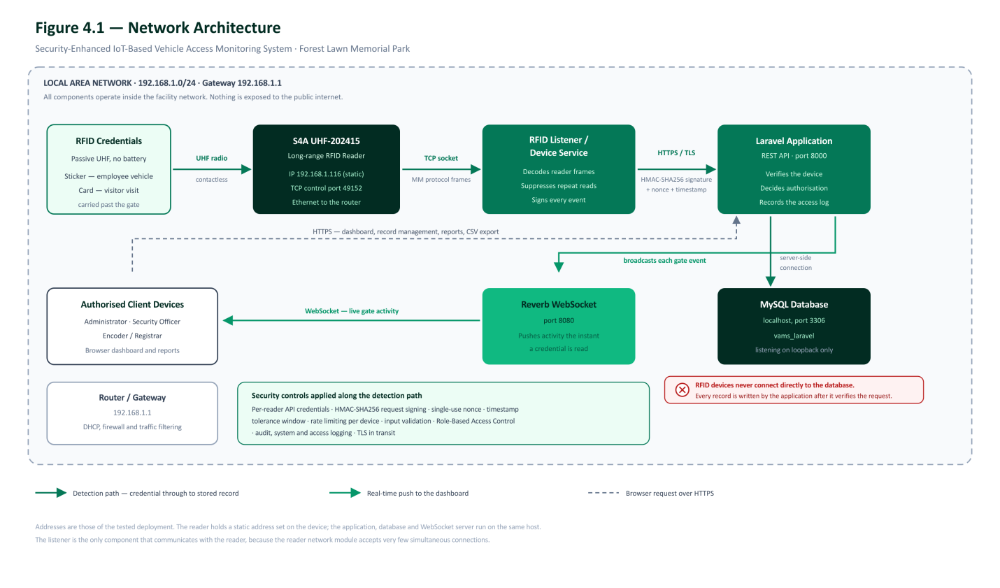 Figure 4.1 — Network Architecture
Security-Enhanced IoT-Based Vehicle Access Monitoring System · Forest Lawn Memorial Park
LOCAL AREA NETWORK · 192.168.1.0/24 · Gateway 192.168.1.1
All components operate inside the facility network. Nothing is exposed to the public internet.
RFID Credentials
Passive UHF, no battery
Sticker — employee vehicle
Card — visitor visit
carried past the gate
UHF radio
contactless
S4A UHF-202415
Long-range RFID Reader
IP 192.168.1.116 (static)
TCP control port 49152
Ethernet to the router
TCP socket
MM protocol frames
RFID Listener /
Device Service
Decodes reader frames
Suppresses repeat reads
Signs every event
HTTPS / TLS
HMAC-SHA256 signature
+ nonce + timestamp
Laravel Application
REST API · port 8000
Verifies the device
Decides authorisation
Records the access log
HTTPS — dashboard, record management, reports, CSV export
broadcasts each gate event
server-side
connection
Authorised Client Devices
Administrator · Security Officer
Encoder / Registrar
Browser dashboard and reports
WebSocket — live gate activity
Reverb WebSocket
port 8080
Pushes activity the instant
a credential is read
MySQL Database
localhost, port 3306
vams_laravel
listening on loopback only
Router / Gateway
192.168.1.1
DHCP, firewall and traffic filtering
Security controls applied along the detection path
Per-reader API credentials · HMAC-SHA256 request signing · single-use nonce · timestamp
tolerance window · rate limiting per device · input validation · Role-Based Access Control
· audit, system and access logging · TLS in transit
RFID devices never connect directly to the database.
Every record is written by the application after it verifies the request.
Detection path — credential through to stored record
Real-time push to the dashboard
Browser request over HTTPS
Addresses are those of the tested deployment. The reader holds a static address set on the device; the application, database and WebSocket server run on the same host.
The listener is the only component that communicates with the reader, because the reader network module accepts very few simultaneous connections.